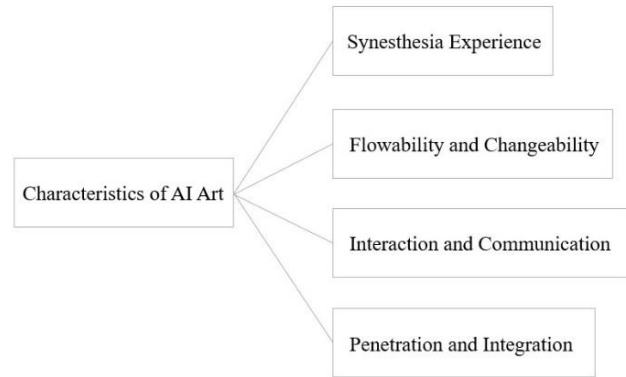 Synesthesia Experience
Flowability and Changeability
Characteristics of AI Art
Interaction and Communication
Penetration and Integration